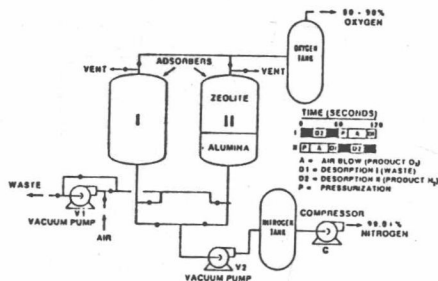 80 - 90%
OXYGEN
OXYGEN
TANK
VENT
ADSORBERS
VENT
I
ZEOLITE
II
ALUMINA
TIME (SECONDS)
0 60 120
I D2 P A D1
II P A D1 D2
A = AIR BLOW (PRODUCT O2)
D1 = DESORPTION I (WASTE)
D2 = DESORPTION II (PRODUCT N2)
P = PRESSURIZATION
WASTE
V1
VACUUM PUMP
AIR
NITROGEN
TANK
COMPRESSOR
NITROGEN
C
V2
VACUUM PUMP